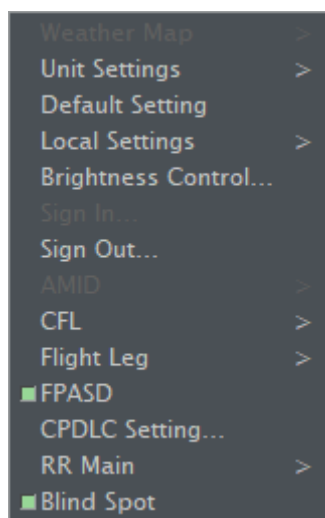 Weather Map >
Unit Settings >
Default Setting
Local Settings >
Brightness Control...
Sign In...
Sign Out...
AMID >
CFL >
Flight Leg >
FPASD
CPDLC Setting...
RR Main >
Blind Spot